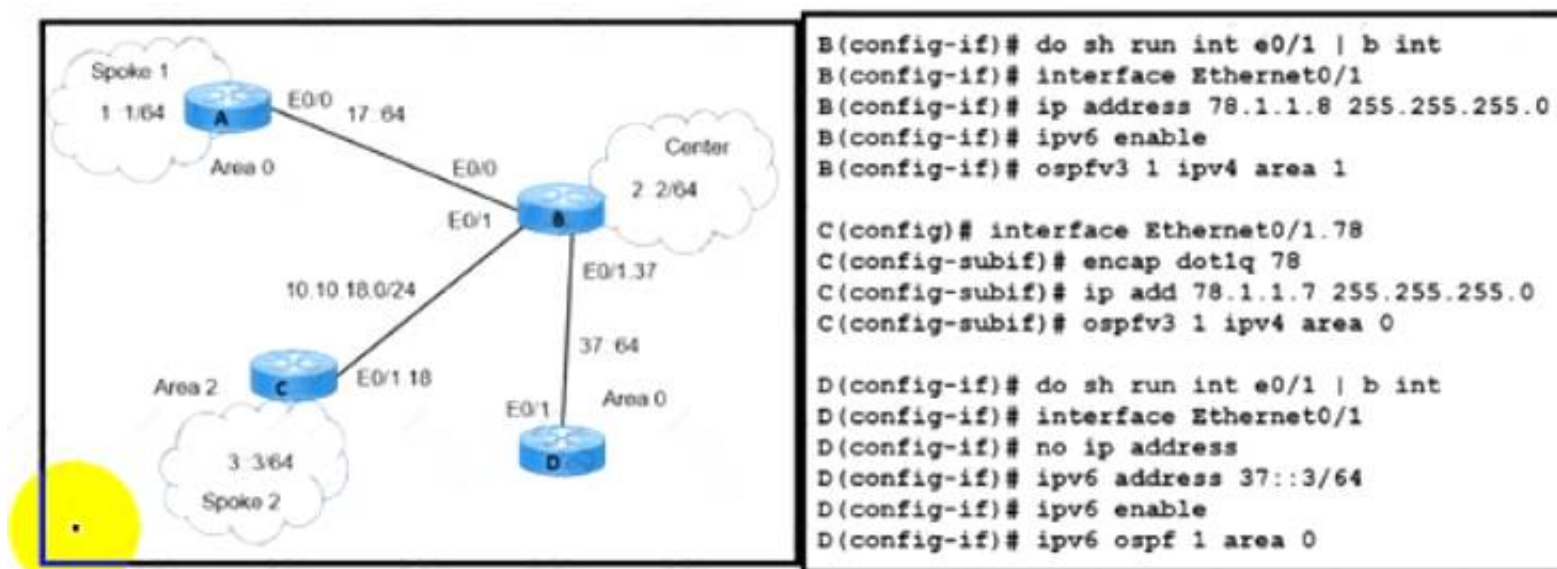 Spoke 1
1::1/64
A
E0/0
17::64
Area 0
E0/0
Center
2::2/64
B
E0/1
E0/1.37
10.10.18.0/24
37::64
Area 2
C
E0/1.18
E0/1
Area 0
D
3::3/64
Spoke 2
B(config-if)# do sh run int e0/1 | b int
B(config-if)# interface Ethernet0/1
B(config-if)# ip address 78.1.1.8 255.255.255.0
B(config-if)# ipv6 enable
B(config-if)# ospfv3 1 ipv4 area 1
C(config)# interface Ethernet0/1.78
C(config-subif)# encap dot1q 78
C(config-subif)# ip add 78.1.1.7 255.255.255.0
C(config-subif)# ospfv3 1 ipv4 area 0
D(config-if)# do sh run int e0/1 | b int
D(config-if)# interface Ethernet0/1
D(config-if)# no ip address
D(config-if)# ipv6 address 37::3/64
D(config-if)# ipv6 enable
D(config-if)# ipv6 ospf 1 area 0